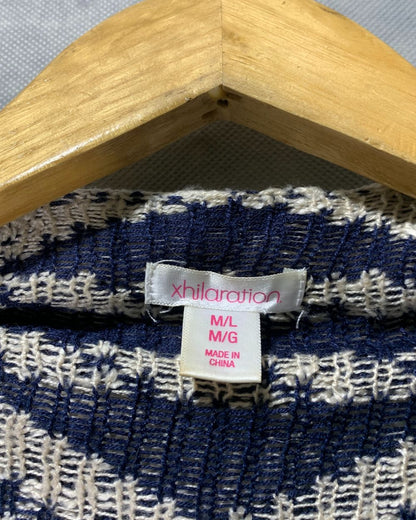 xhilaration.
M/L
M/G
MADE IN
CHINA